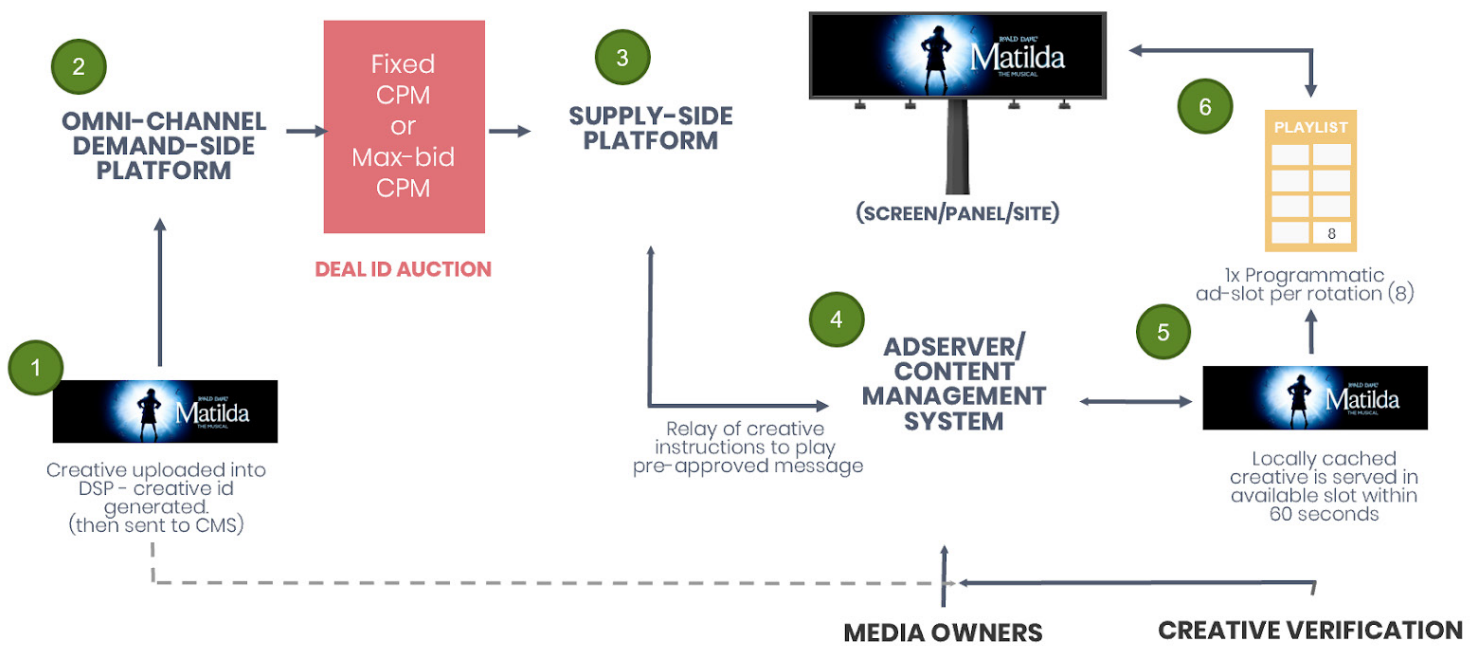 1
Matilda
THE MUSICAL
Creative uploaded into
DSP - creative id
generated.
(then sent to CMS)
2
OMNI-CHANNEL
DEMAND-SIDE
PLATFORM
Fixed
CPM
or
Max-bid
CPM
DEAL ID AUCTION
3
SUPPLY-SIDE
PLATFORM
ROALD DAHL'S
Matilda
THE MUSICAL
(SCREEN/PANEL/SITE)
Relay of creative
instructions to play
pre-approved message
4
ADSERVER/
CONTENT
MANAGEMENT
SYSTEM
5
Matilda
THE MUSICAL
Locally cached
creative is served in
available slot within
60 seconds
6
PLAYLIST
8
1x Programmatic
ad-slot per rotation (8)
MEDIA OWNERS
CREATIVE VERIFICATION